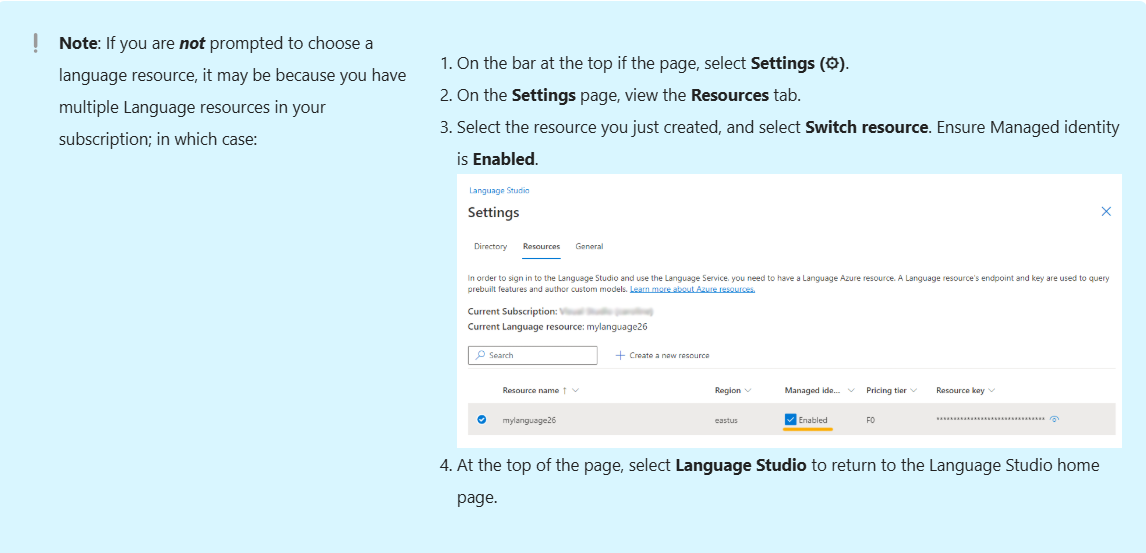 Note: If you are not prompted to choose a
language resource, it may be because you have
multiple Language resources in your
subscription; in which case:
1. On the bar at the top if the page, select Settings (⚙).
2. On the Settings page, view the Resources tab.
3. Select the resource you just created, and select Switch resource. Ensure Managed identity
is Enabled.
Language Studio
Settings
Directory Resources General
In order to sign in to the Language Studio and use the Language Service, you need to have a Language Azure resource. A Language resource's endpoint and key are used to query
prebuilt features and author custom models. Learn more about Azure resources.
Current Subscription:
Current Language resource: mylanguage26
Search + Create a new resource
Resource name ↑ Region Managed ide... Pricing tier Resource key
mylanguage26 eastus Enabled F0 ********************************
4. At the top of the page, select Language Studio to return to the Language Studio home
page.